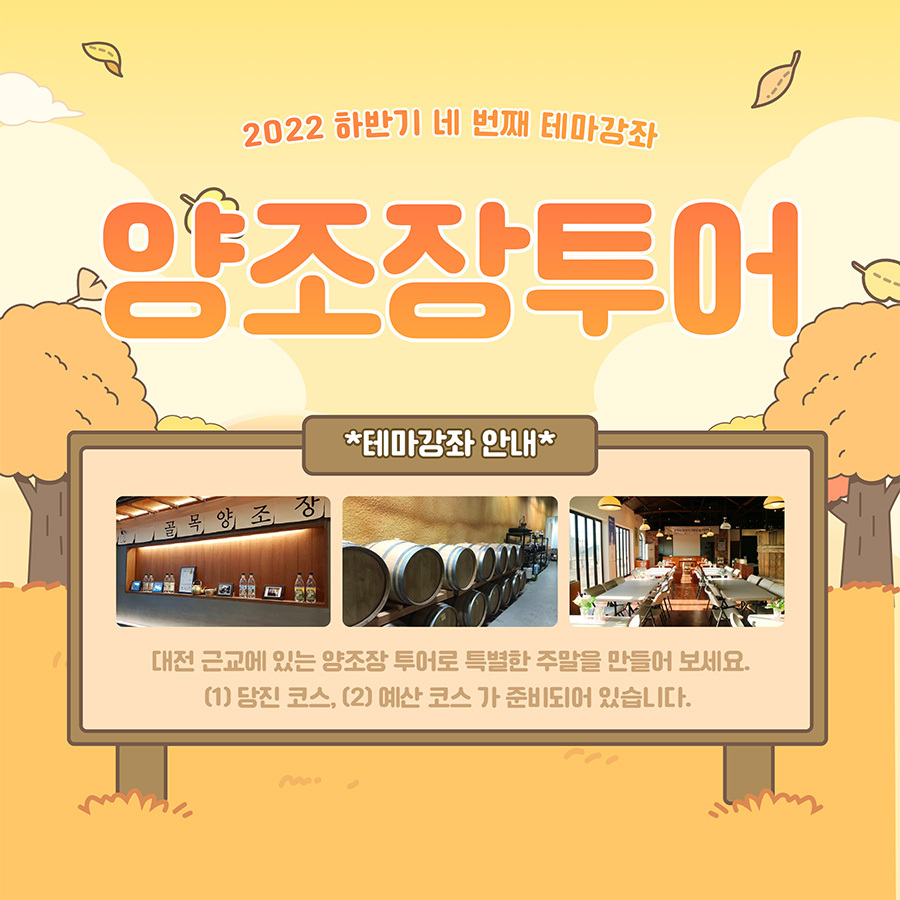 2022 하반기 네 번째 테마강좌
양조장투어
*테마강좌 안내*
골목양조장
대전 근교에 있는 양조장 투어로 특별한 주말을 만들어 보세요.
(1) 당진 코스, (2) 예산 코스 가 준비되어 있습니다.